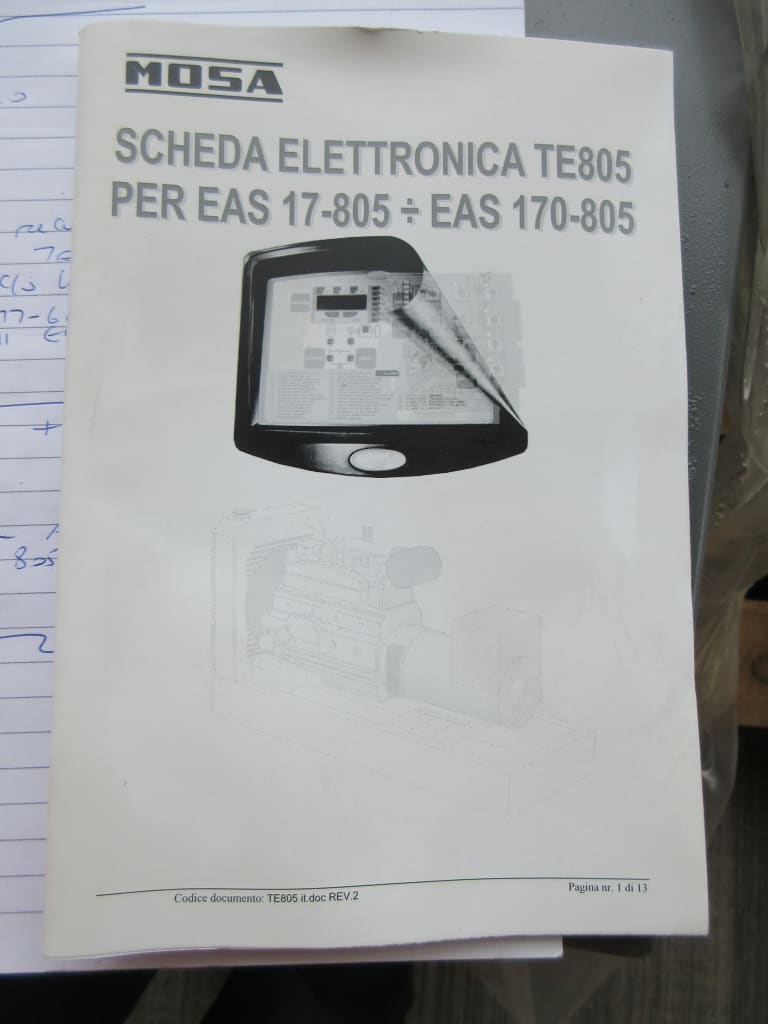 MOSA
SCHEDA ELETTRONICA TE805
PER EAS 17-805 ÷ EAS 170-805
Codice documento: TE805 it.doc REV.2
Pagina nr. 1 di 13
805